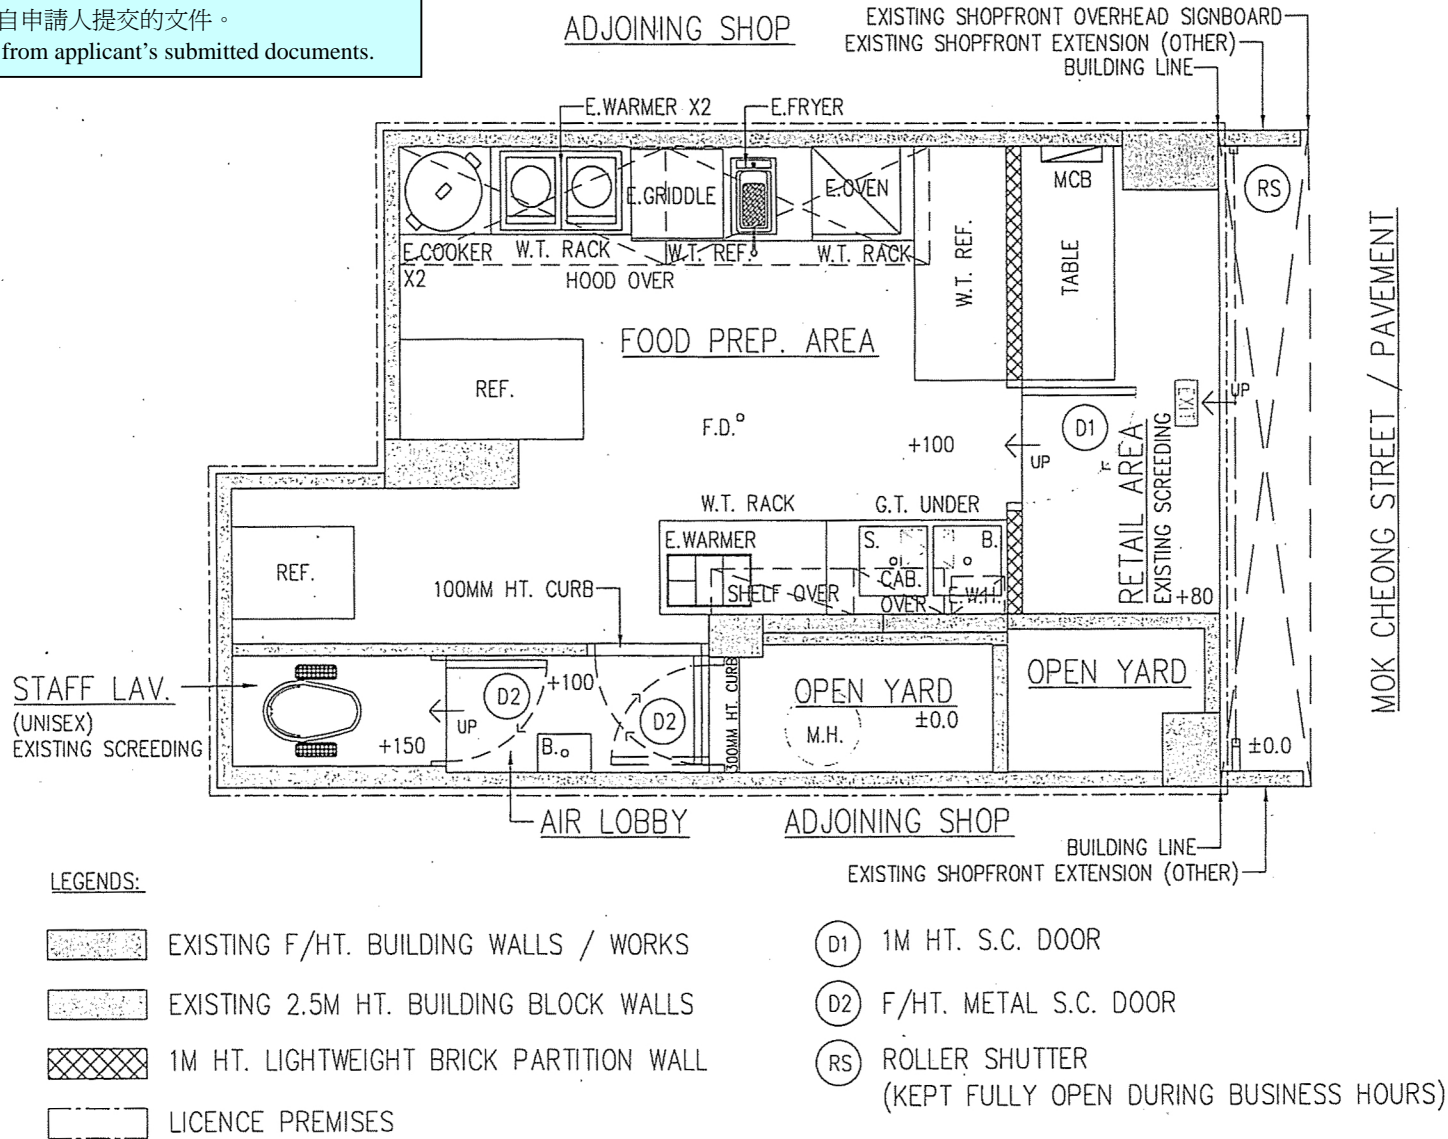 自申請人提交的文件。
from applicant's submitted documents.
ADJOINING SHOP
EXISTING SHOPFRONT OVERHEAD SIGNBOARD
EXISTING SHOPFRONT EXTENSION (OTHER)
BUILDING LINE
E.WARMER X2
E.FRYER
RS
MCB
E.GRIDDLE
E.OVEN
E.COOKER
X2
W.T. RACK
W.T. REF.
W.T. RACK
HOOD OVER
W.T. REF.
TABLE
MOK CHEONG STREET / PAVEMENT
FOOD PREP. AREA
REF.
EXIT
UP
F.D.
+100
UP
D1
RETAIL AREA
EXISTING SCREEDING
+80
W.T. RACK
G.T. UNDER
E.WARMER
S.
B.
CAB.
SHELF OVER
OVER
E.W.H.
REF.
100MM HT. CURB
STAFF LAV.
(UNISEX)
EXISTING SCREEDING
+150
UP
D2
+100
B.
D2
300MM HT. CURB
OPEN YARD
±0.0
M.H.
OPEN YARD
±0.0
AIR LOBBY
ADJOINING SHOP
BUILDING LINE
EXISTING SHOPFRONT EXTENSION (OTHER)
LEGENDS:
EXISTING F/HT. BUILDING WALLS / WORKS
EXISTING 2.5M HT. BUILDING BLOCK WALLS
1M HT. LIGHTWEIGHT BRICK PARTITION WALL
LICENCE PREMISES
D1 1M HT. S.C. DOOR
D2 F/HT. METAL S.C. DOOR
RS ROLLER SHUTTER
(KEPT FULLY OPEN DURING BUSINESS HOURS)